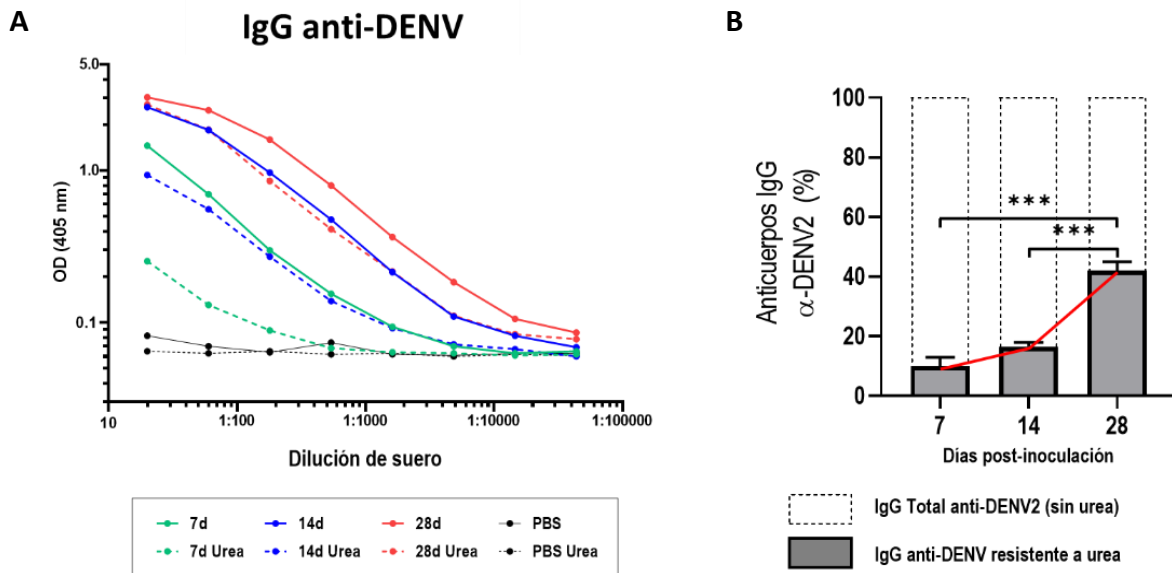 A
IgG anti-DENV
5.0
1.0
0.1
OD (405 nm)
10
1:100
1:1000
1:10000
1:100000
Dilución de suero
7d
14d
28d
PBS
7d Urea
14d Urea
28d Urea
PBS Urea
B
100
80
60
40
20
0
Anticuerpos IgG
α-DENV2 (%)
***
***
7
14
28
Días post-inoculación
IgG Total anti-DENV2 (sin urea)
IgG anti-DENV resistente a urea